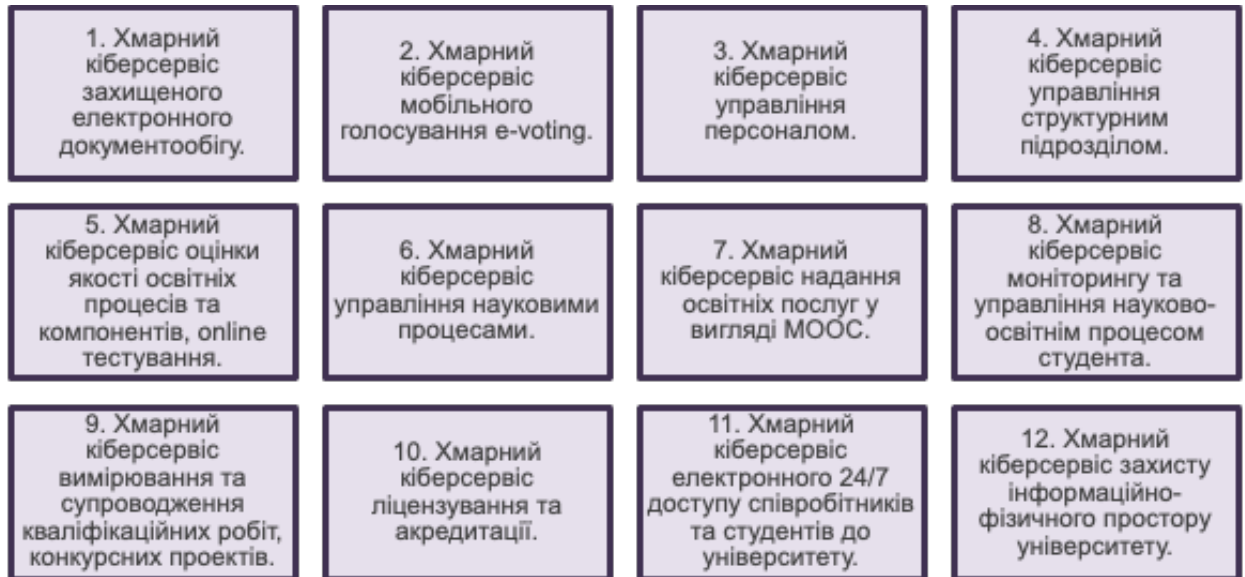 1. Хмарний
кіберсервіс
захищеного
електронного
документообігу.
2. Хмарний
кіберсервіс
мобільного
голосування e-voting.
3. Хмарний
кіберсервіс
управління
персоналом.
4. Хмарний
кіберсервіс
управління
структурним
підрозділом.
5. Хмарний
кіберсервіс оцінки
якості освітніх
процесів та
компонентів, online
тестування.
6. Хмарний
кіберсервіс
управління науковими
процесами.
7. Хмарний
кіберсервіс надання
освітніх послуг у
вигляді МООС.
8. Хмарний
кіберсервіс
моніторингу та
управління науково-
освітнім процесом
студента.
9. Хмарний
кіберсервіс
вимірювання та
супроводження
кваліфікаційних робіт,
конкурсних проектів.
10. Хмарний
кіберсервіс
ліцензування та
акредитації.
11. Хмарний
кіберсервіс
електронного 24/7
доступу співробітників
та студентів до
університету.
12. Хмарний
кіберсервіс захисту
інформаційно-
фізичного простору
університету.